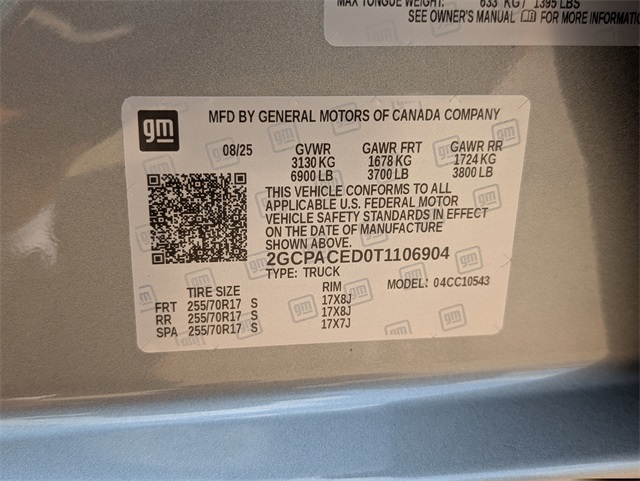 MAX TONGUE WEIGHT: 633 KG / 1395 LBS
SEE OWNER'S MANUAL FOR MORE INFORMATIO
gm
MFD BY GENERAL MOTORS OF CANADA COMPANY
08/25 GVWR GAWR FRT GAWR RR
3130 KG 1678 KG 1724 KG
6900 LB 3700 LB 3800 LB
THIS VEHICLE CONFORMS TO ALL
APPLICABLE U.S. FEDERAL MOTOR
VEHICLE SAFETY STANDARDS IN EFFECT
ON THE DATE OF MANUFACTURE
SHOWN ABOVE.
2GCPACED0T1106904
TYPE: TRUCK MODEL: 04CC10543
TIRE SIZE RIM
FRT 255/70R17 S 17X8J
RR 255/70R17 S 17X8J
SPA 255/70R17 S 17X7J